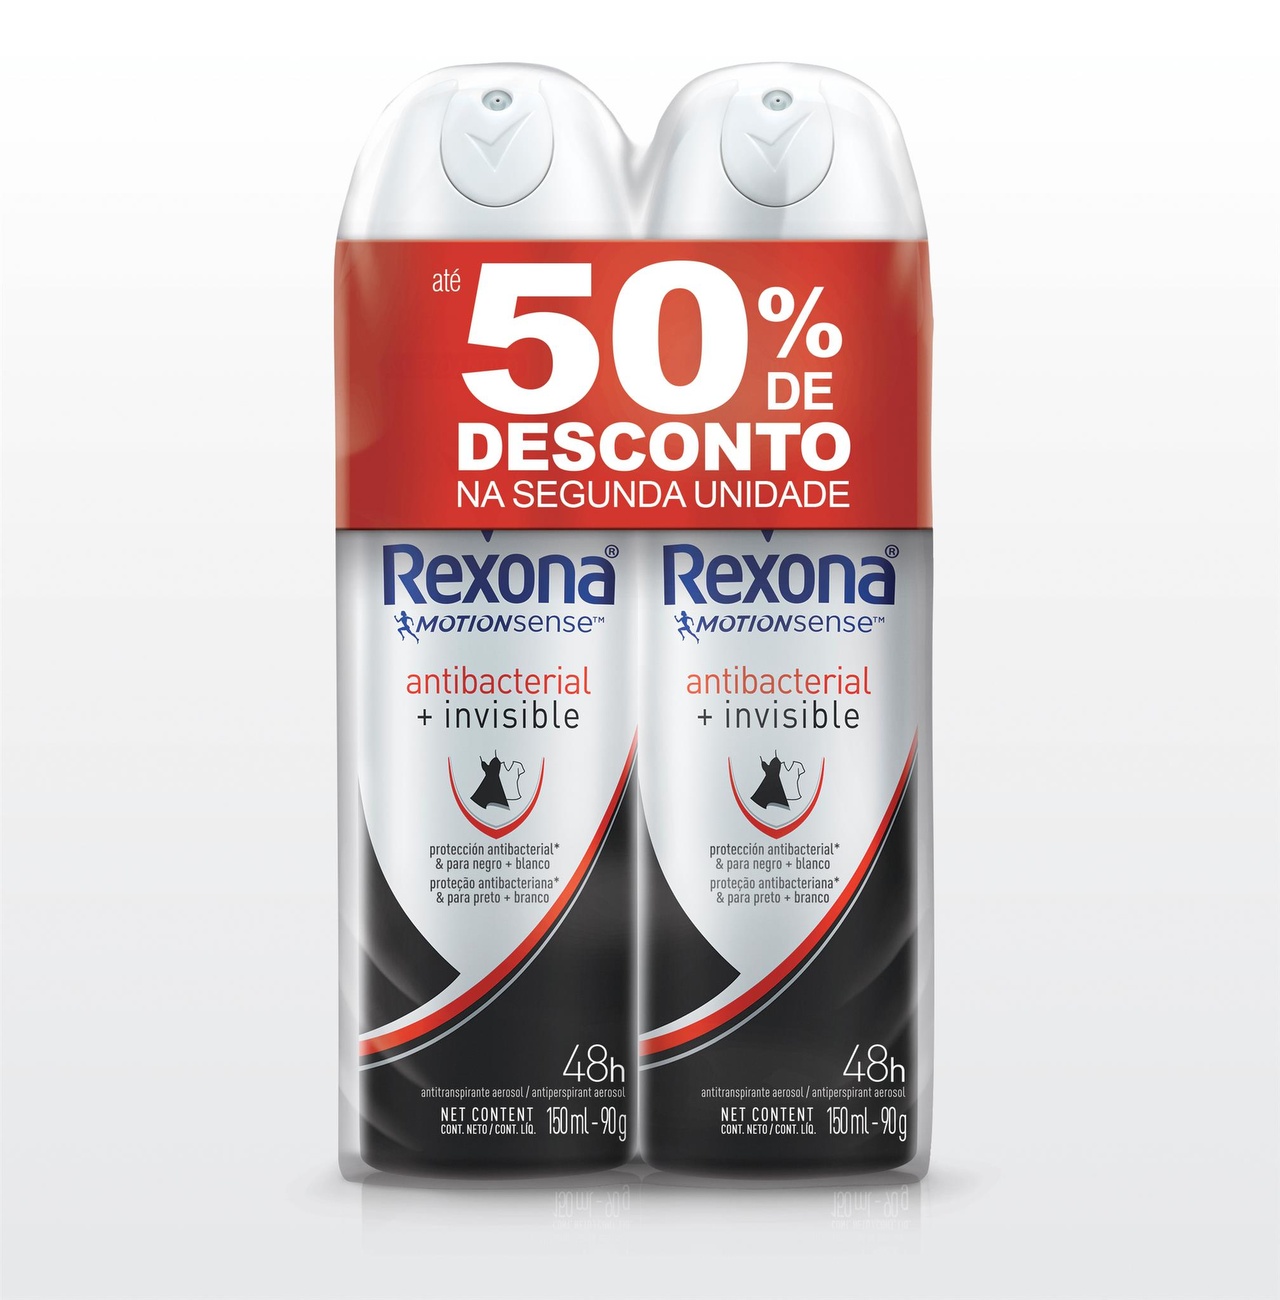 até
50%
DE
DESCONTO
NA SEGUNDA UNIDADE
Rexona®
MOTIONsense™
antibacterial
+ invisible
protección antibacterial*
& para negro + blanco
proteção antibacteriana*
& para preto + branco
48h
antitranspirante aerosol / antiperspirant aerosol
NET CONTENT 150 ml - 90 g
CONT. NETO / CONT. LÍQ.
Rexona®
MOTIONsense™
antibacterial
+ invisible
protección antibacterial*
& para negro + blanco
proteção antibacteriana*
& para preto + branco
48h
antitranspirante aerosol / antiperspirant aerosol
NET CONTENT 150 ml - 90 g
CONT. NETO / CONT. LÍQ.